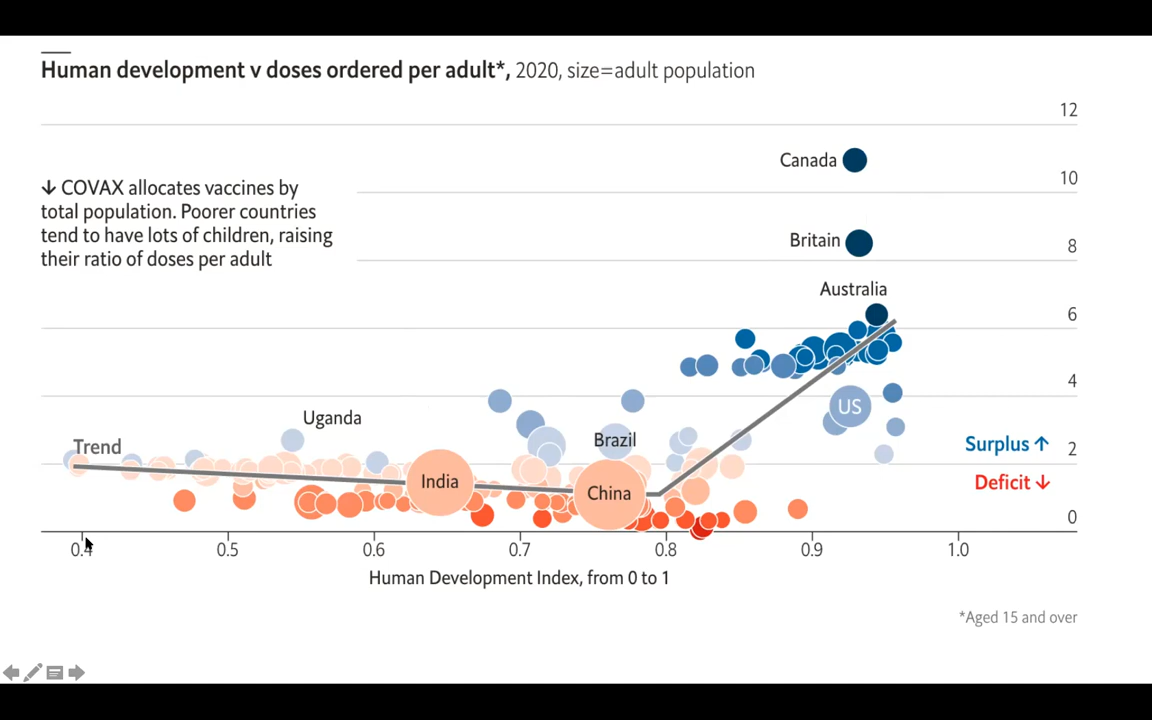 Human development v doses ordered per adult*, 2020, size=adult population
12
Canada
10
↓ COVAX allocates vaccines by
total population. Poorer countries
tend to have lots of children, raising
their ratio of doses per adult
Britain
8
Australia
6
4
Uganda
US
Trend
Brazil
Surplus ↑
2
India
China
Deficit ↓
0
0.4 0.5 0.6 0.7 0.8 0.9 1.0
Human Development Index, from 0 to 1
*Aged 15 and over